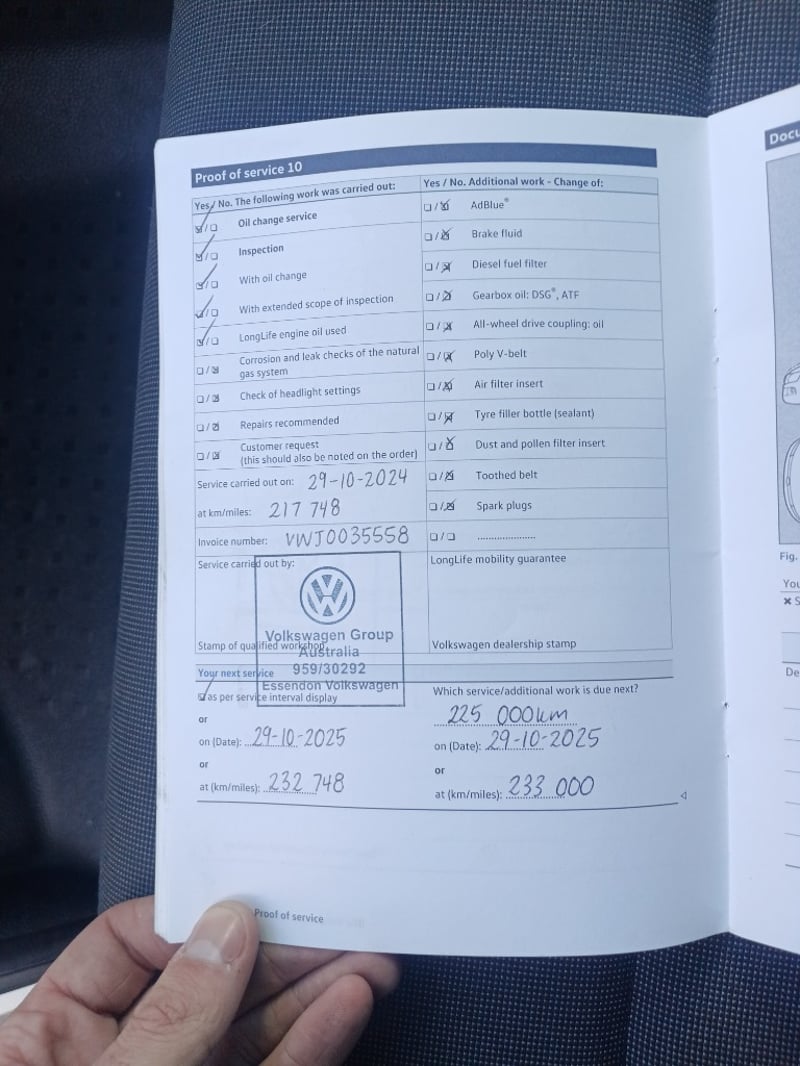 Proof of service 10
Yes / No. The following work was carried out:
☑/☐ Oil change service
☑/☐ Inspection
☑/☐ With oil change
☑/☐ With extended scope of inspection
☑/☐ LongLife engine oil used
☐/☒ Corrosion and leak checks of the natural
gas system
☐/☒ Check of headlight settings
☐/☒ Repairs recommended
☐/☒ Customer request
(this should also be noted on the order)
Service carried out on: 29-10-2024
at km/miles: 217 748
Invoice number: VWJ0035558
Service carried out by:
Volkswagen Group
Australia
959/30292
Essendon Volkswagen
Stamp of qualified workshop
Yes / No. Additional work - Change of:
☐/☒ AdBlue®
☐/☒ Brake fluid
☐/☒ Diesel fuel filter
☐/☒ Gearbox oil: DSG®, ATF
☐/☒ All-wheel drive coupling: oil
☐/☒ Poly V-belt
☐/☒ Air filter insert
☐/☒ Tyre filler bottle (sealant)
☐/☒ Dust and pollen filter insert
☐/☒ Toothed belt
☐/☒ Spark plugs
☐/☐ ......................
LongLife mobility guarantee
Volkswagen dealership stamp
Your next service
☑ as per service interval display
or
on (Date): 29-10-2025
or
at (km/miles): 232 748
Which service/additional work is due next?
225 000km
on (Date): 29-10-2025
or
at (km/miles): 233 000
Proof of service
Fig.